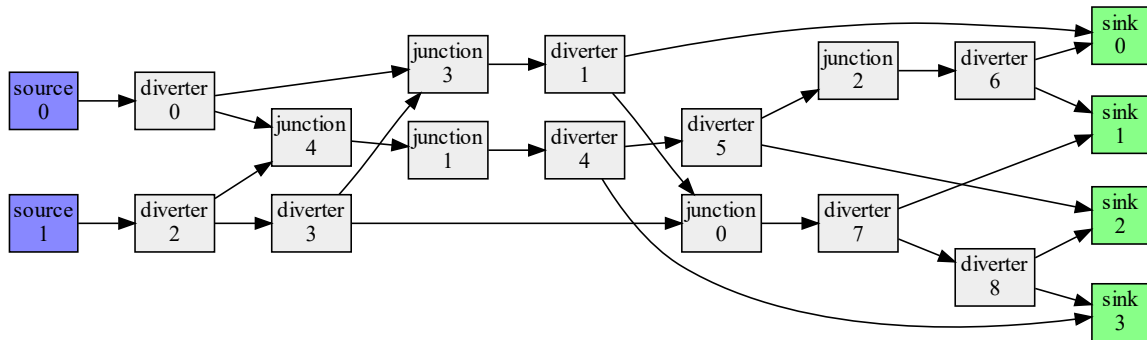 source
0
diverter
0
junction
4
junction
3
diverter
1
junction
2
diverter
6
sink
0
source
1
diverter
2
diverter
3
junction
1
diverter
4
diverter
5
junction
0
diverter
7
diverter
8
sink
1
sink
2
sink
3